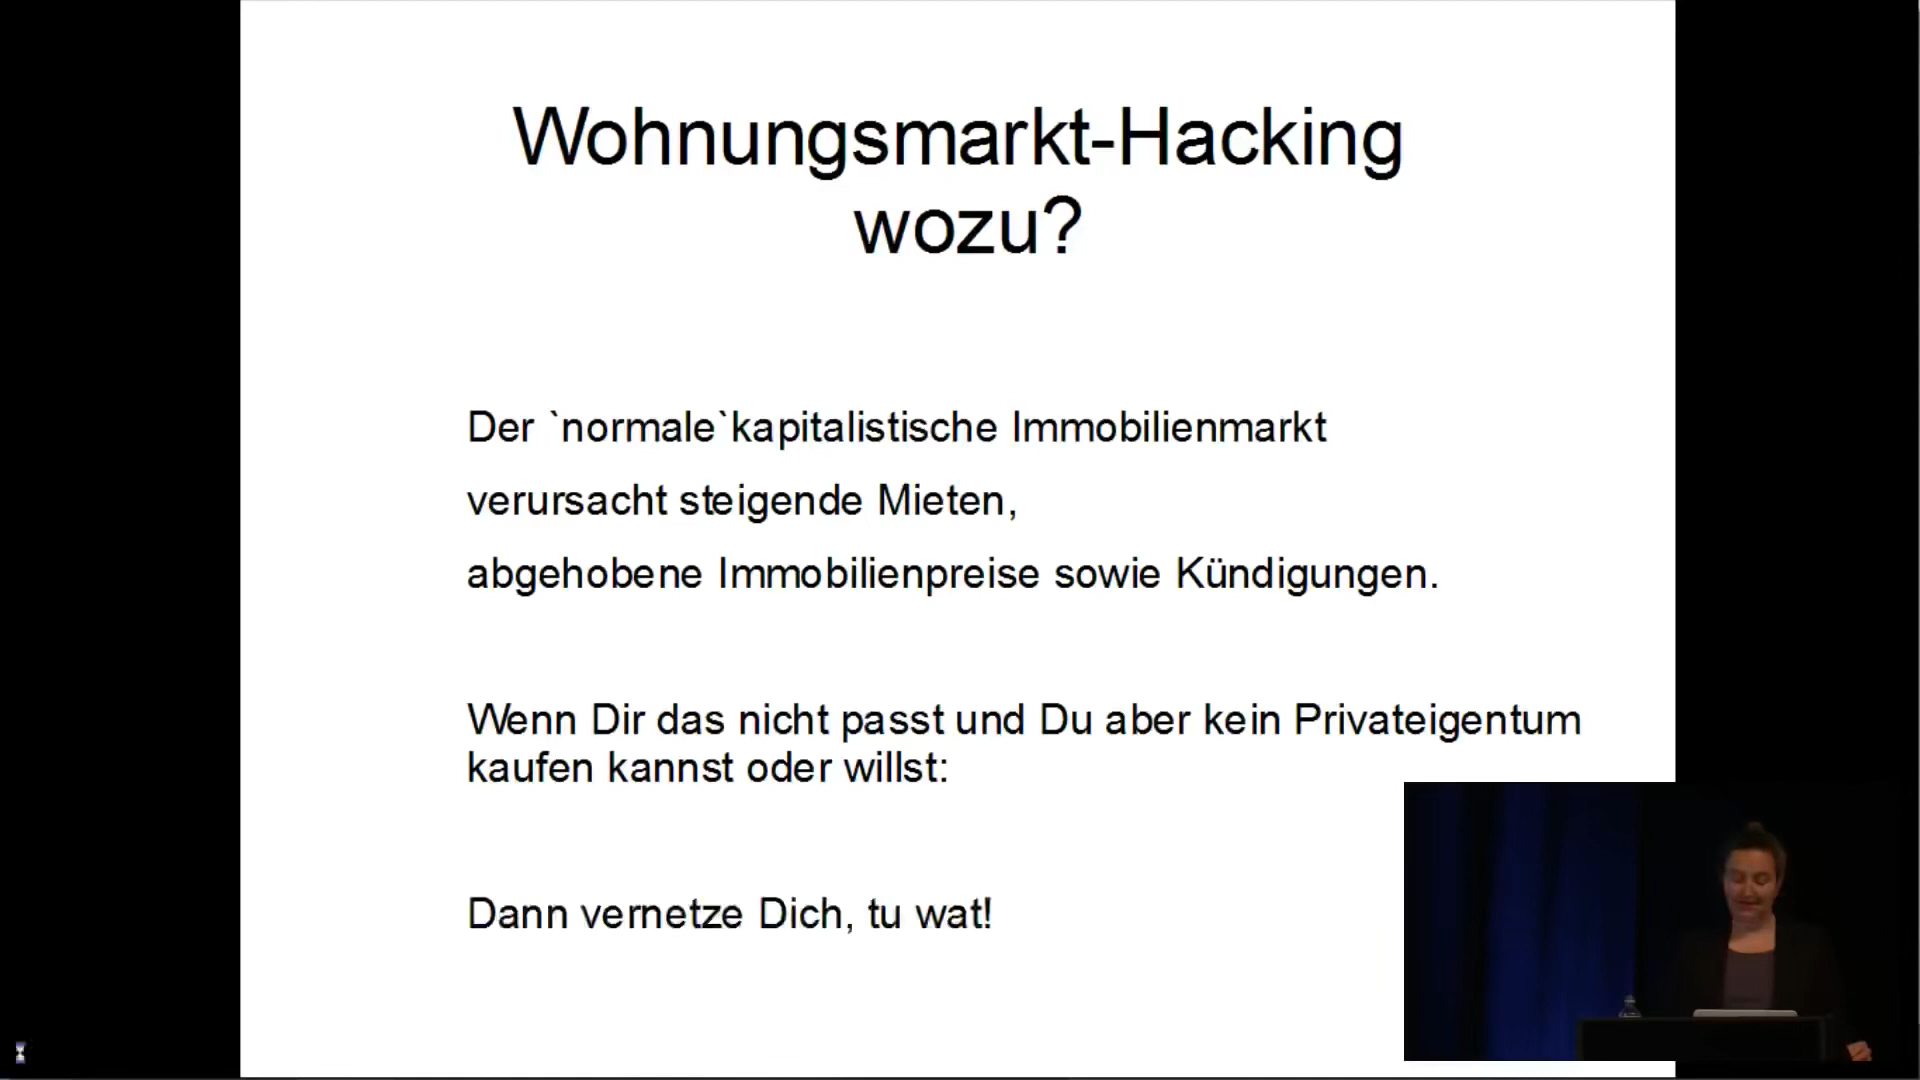 Wohnungsmarkt-Hacking
wozu?
Der `normale`kapitalistische Immobilienmarkt
verursacht steigende Mieten,
abgehobene Immobilienpreise sowie Kündigungen.
Wenn Dir das nicht passt und Du aber kein Privateigentum
kaufen kannst oder willst:
Dann vernetze Dich, tu wat!